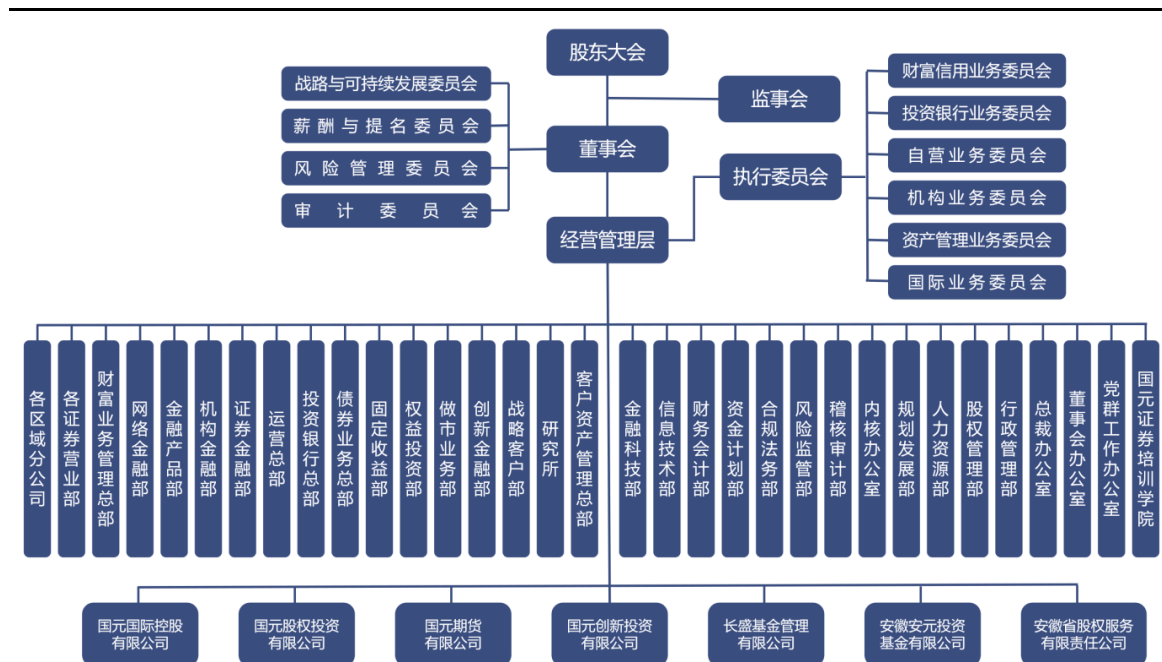 股东大会
监事会
董事会
经营管理层
执行委员会
战略与可持续发展委员会
薪酬与提名委员会
风险管理委员会
审计委员会
财富信用业务委员会
投资银行业务委员会
自营业务委员会
机构业务委员会
资产管理业务委员会
国际业务委员会
各区域分公司
各证券营业部
财富业务管理总部
网络金融部
金融产品部
机构金融部
证券金融部
运营总部
投资银行总部
债券业务总部
固定收益部
权益投资部
做市业务部
创新金融部
战略客户部
研究所
客户资产管理总部
金融科技部
信息技术部
财务会计部
资金计划部
合规法务部
风险监管部
稽核审计部
内核办公室
规划发展部
人力资源部
股权管理部
行政管理部
总裁办公室
董事会办公室
党群工作办公室
国元证券培训学院
国元国际控股
有限公司
国元股权投资
有限公司
国元期货
有限公司
国元创新投资
有限公司
长盛基金管理
有限公司
安徽安元投资
基金有限公司
安徽省股权服务
有限责任公司